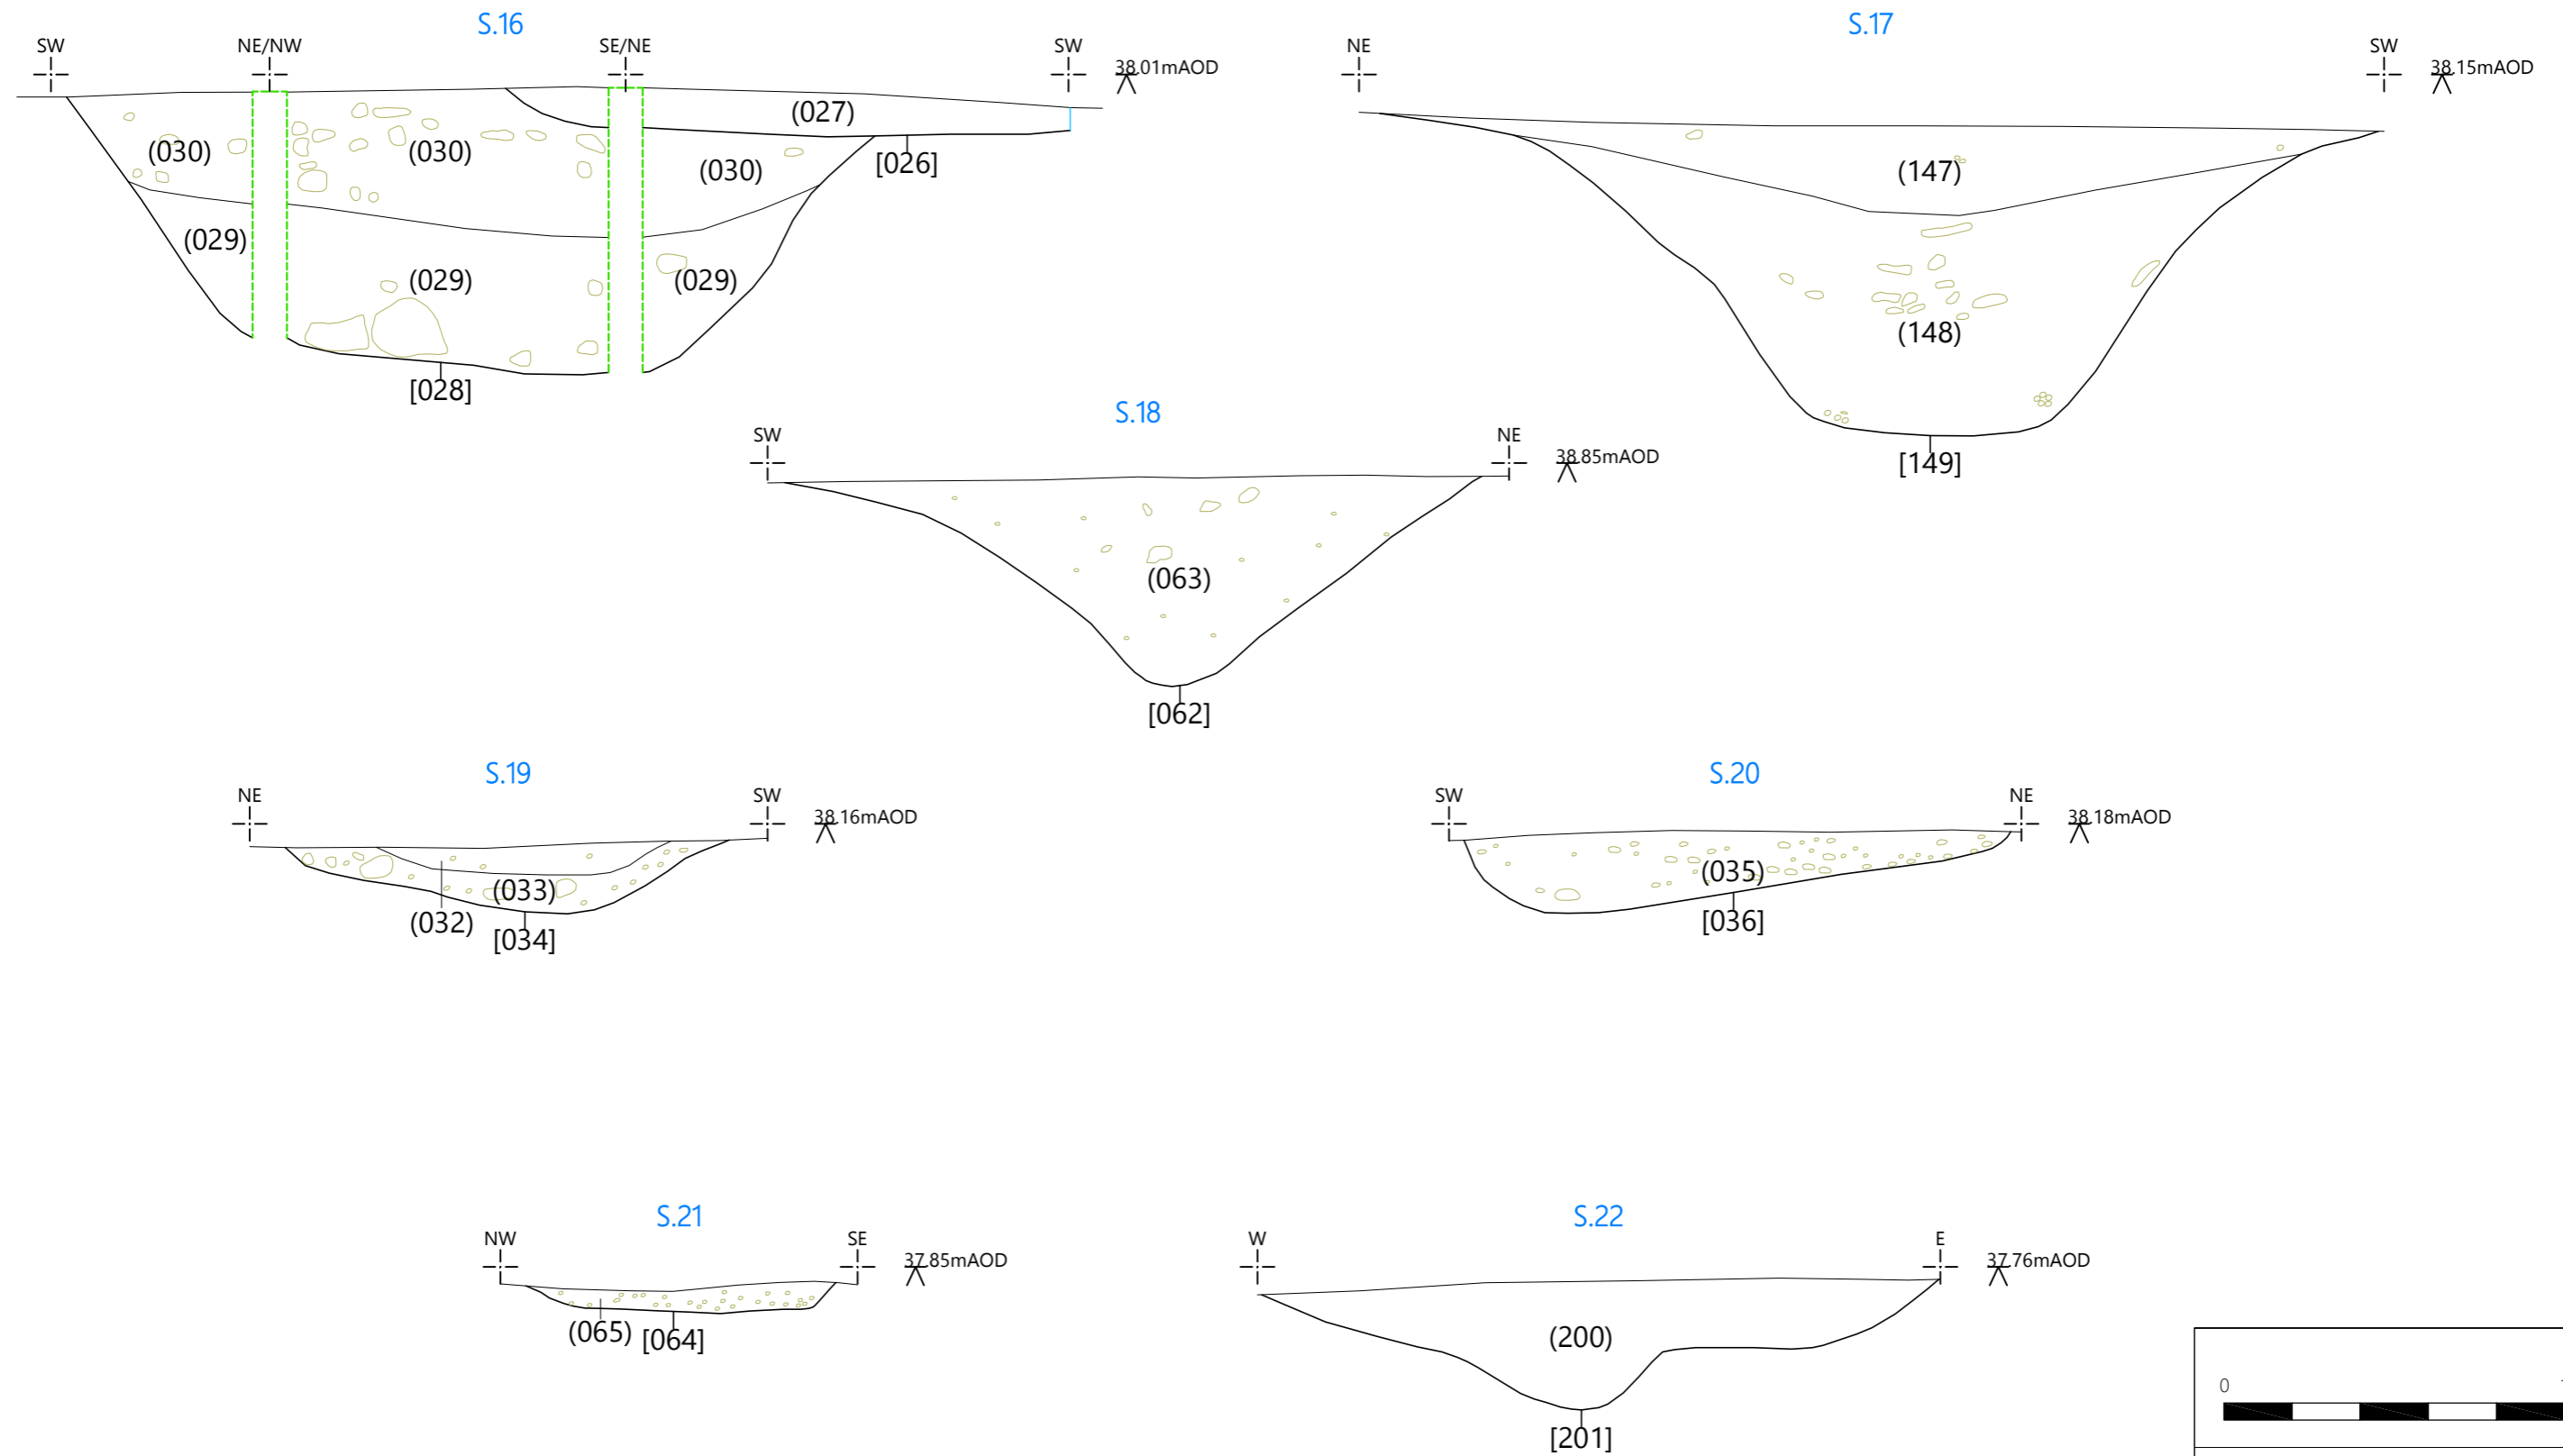 S.16
SW NE/NW SE/NE SW 38.01mAOD
(027)
(030) (030) (030)
[026]
(029) (029) (029)
[028]
S.17
NE SW 38.15mAOD
(147)
(148)
[149]
S.18
SW NE 38.85mAOD
(063)
[062]
S.19
NE SW 38.16mAOD
(033)
(032) [034]
S.20
SW NE 38.18mAOD
(035)
[036]
S.21
NW SE 37.85mAOD
(065) [064]
S.22
W E 37.76mAOD
(200)
[201]
0